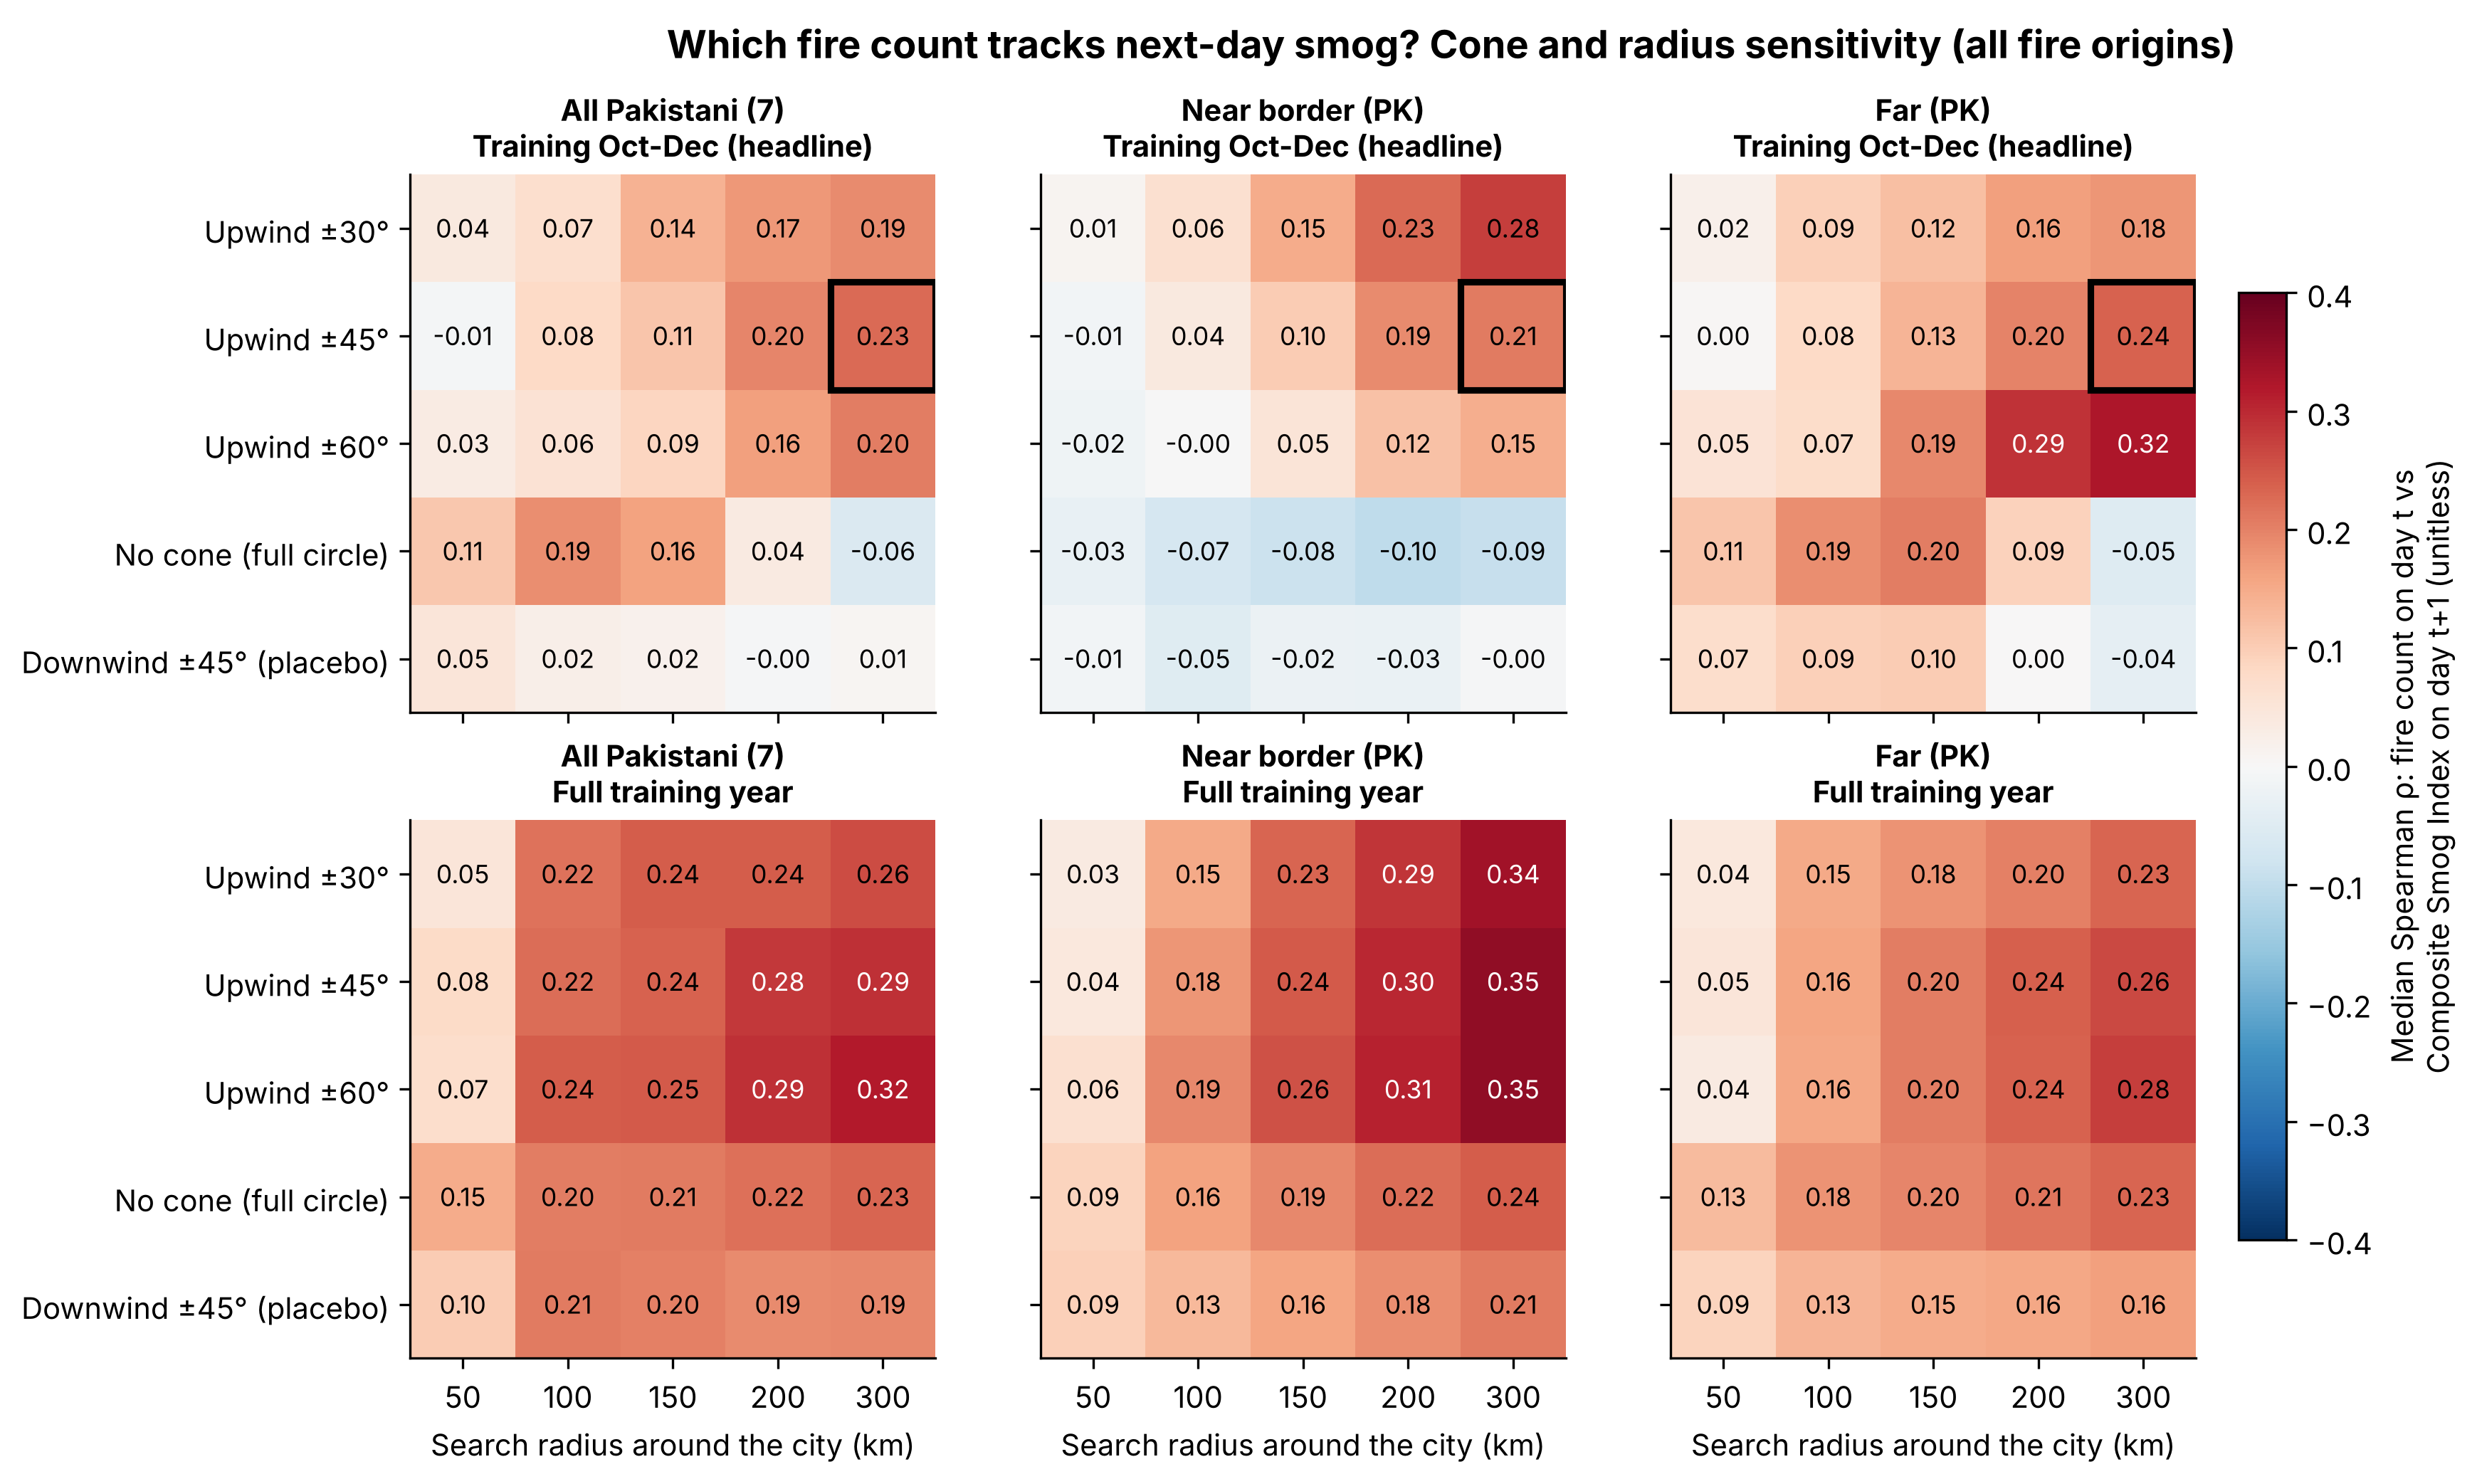 Which fire count tracks next-day smog? Cone and radius sensitivity (all fire origins)
All Pakistani (7)
Training Oct-Dec (headline)
Near border (PK)
Training Oct-Dec (headline)
Far (PK)
Training Oct-Dec (headline)
Upwind ±30°
0.04 0.07 0.14 0.17 0.19
0.01 0.06 0.15 0.23 0.28
0.02 0.09 0.12 0.16 0.18
Upwind ±45°
-0.01 0.08 0.11 0.20 0.23
-0.01 0.04 0.10 0.19 0.21
0.00 0.08 0.13 0.20 0.24
Upwind ±60°
0.03 0.06 0.09 0.16 0.20
-0.02 -0.00 0.05 0.12 0.15
0.05 0.07 0.19 0.29 0.32
No cone (full circle)
0.11 0.19 0.16 0.04 -0.06
-0.03 -0.07 -0.08 -0.10 -0.09
0.11 0.19 0.20 0.09 -0.05
Downwind ±45° (placebo)
0.05 0.02 0.02 -0.00 0.01
-0.01 -0.05 -0.02 -0.03 -0.00
0.07 0.09 0.10 0.00 -0.04
All Pakistani (7)
Full training year
Near border (PK)
Full training year
Far (PK)
Full training year
Upwind ±30°
0.05 0.22 0.24 0.24 0.26
0.03 0.15 0.23 0.29 0.34
0.04 0.15 0.18 0.20 0.23
Upwind ±45°
0.08 0.22 0.24 0.28 0.29
0.04 0.18 0.24 0.30 0.35
0.05 0.16 0.20 0.24 0.26
Upwind ±60°
0.07 0.24 0.25 0.29 0.32
0.06 0.19 0.26 0.31 0.35
0.04 0.16 0.20 0.24 0.28
No cone (full circle)
0.15 0.20 0.21 0.22 0.23
0.09 0.16 0.19 0.22 0.24
0.13 0.18 0.20 0.21 0.23
Downwind ±45° (placebo)
0.10 0.21 0.20 0.19 0.19
0.09 0.13 0.16 0.18 0.21
0.09 0.13 0.15 0.16 0.16
50 100 150 200 300
50 100 150 200 300
50 100 150 200 300
Search radius around the city (km)
Search radius around the city (km)
Search radius around the city (km)
0.4
0.3
0.2
0.1
0.0
−0.1
−0.2
−0.3
−0.4
Median Spearman ρ: fire count on day t vs
Composite Smog Index on day t+1 (unitless)